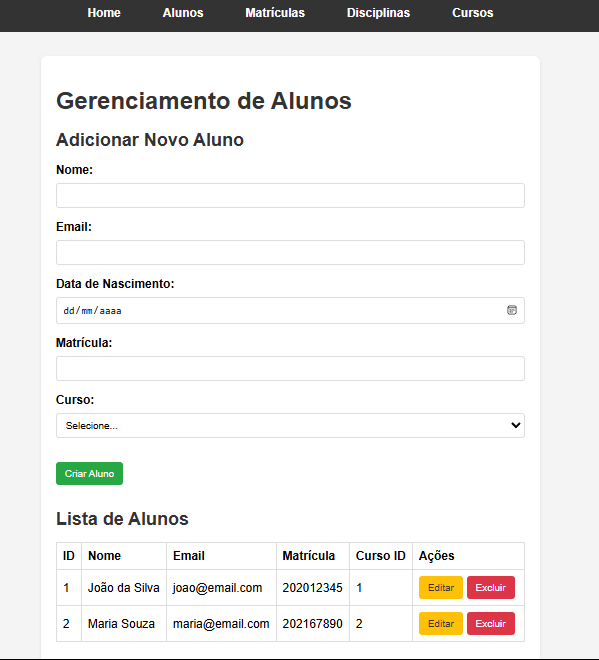 Home Alunos Matrículas Disciplinas Cursos
Gerenciamento de Alunos
Adicionar Novo Aluno
Nome:
Email:
Data de Nascimento:
dd/mm/aaaa
Matrícula:
Curso:
Selecione...
Criar Aluno
Lista de Alunos
ID Nome Email Matrícula Curso ID Ações
1 João da Silva joao@email.com 202012345 1 Editar Excluir
2 Maria Souza maria@email.com 202167890 2 Editar Excluir